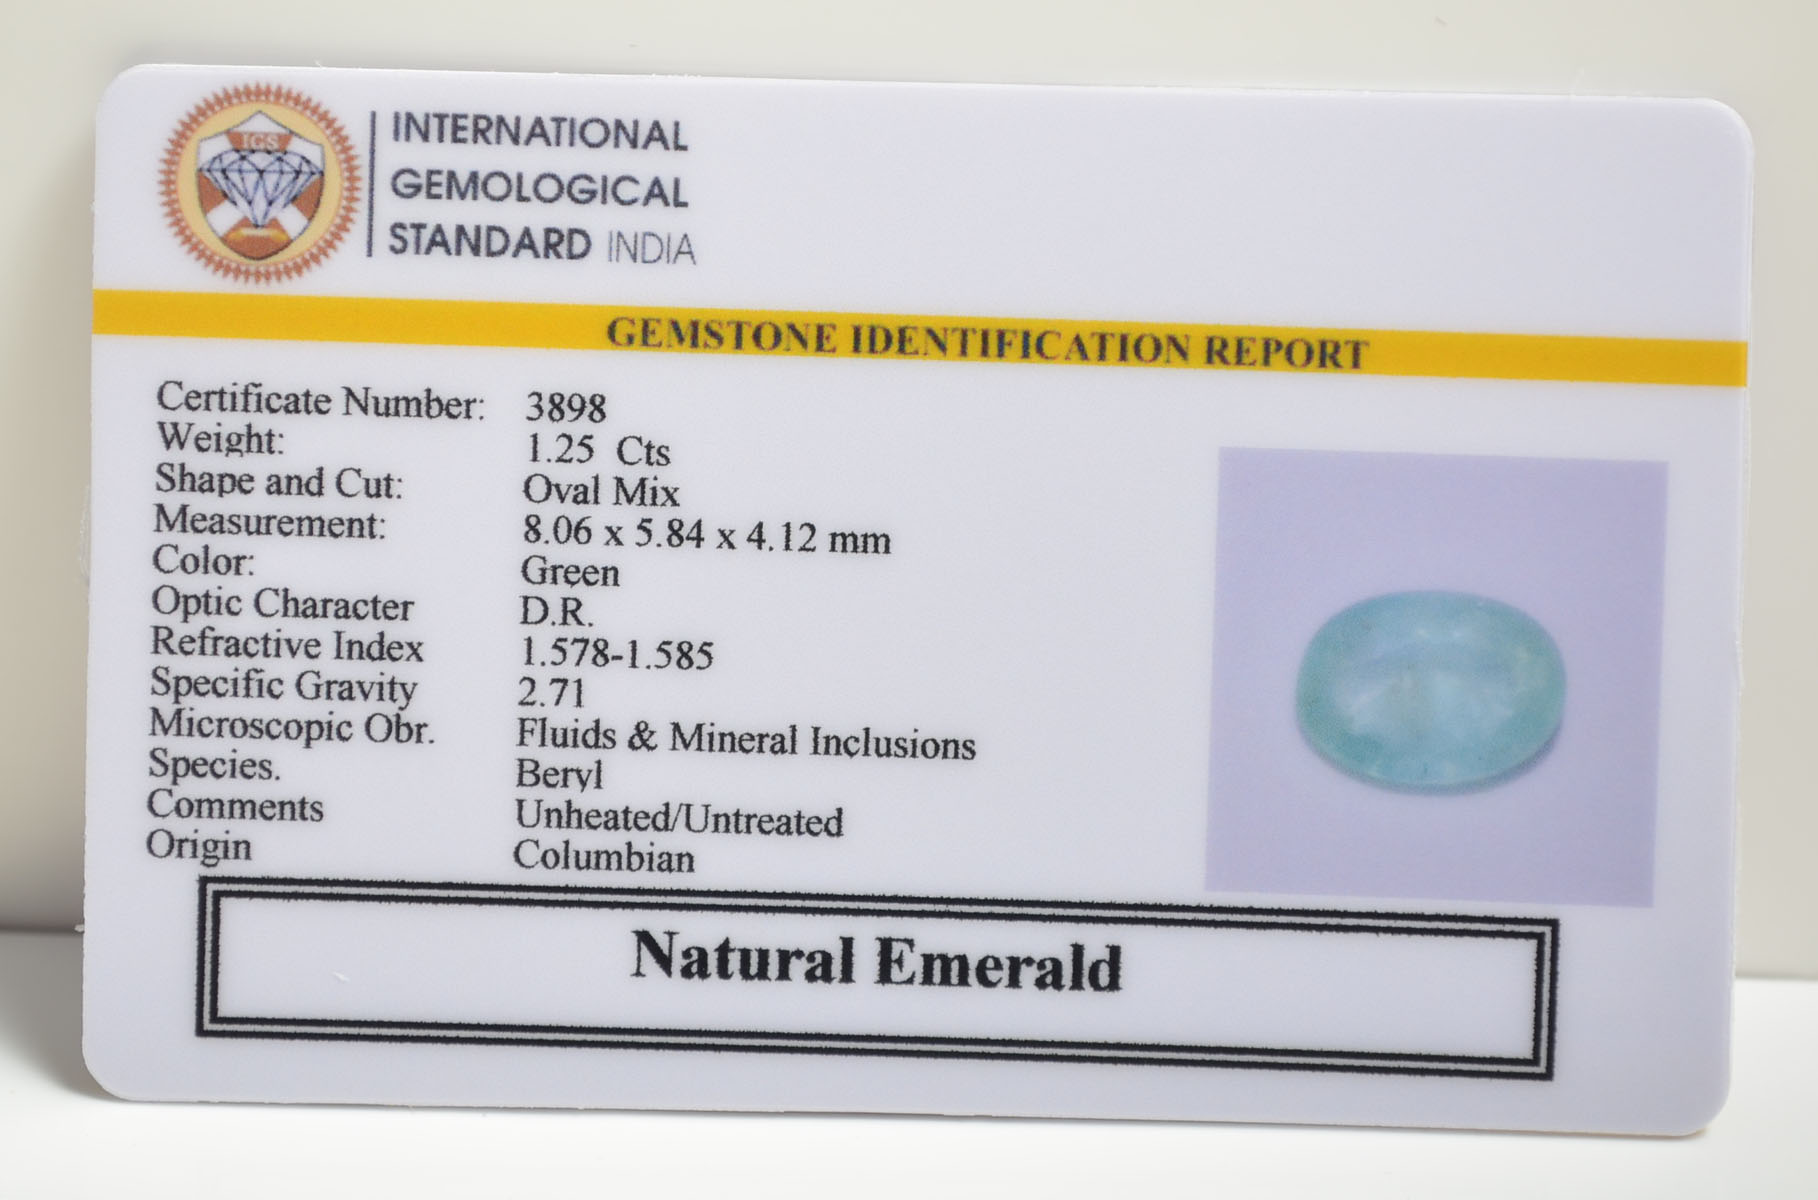 IGS
INTERNATIONAL
GEMOLOGICAL
STANDARD INDIA
GEMSTONE IDENTIFICATION REPORT
Certificate Number: 3898
Weight: 1.25 Cts
Shape and Cut: Oval Mix
Measurement: 8.06 x 5.84 x 4.12 mm
Color: Green
Optic Character D.R.
Refractive Index 1.578-1.585
Specific Gravity 2.71
Microscopic Obr. Fluids & Mineral Inclusions
Species. Beryl
Comments Unheated/Untreated
Origin Columbian
Natural Emerald